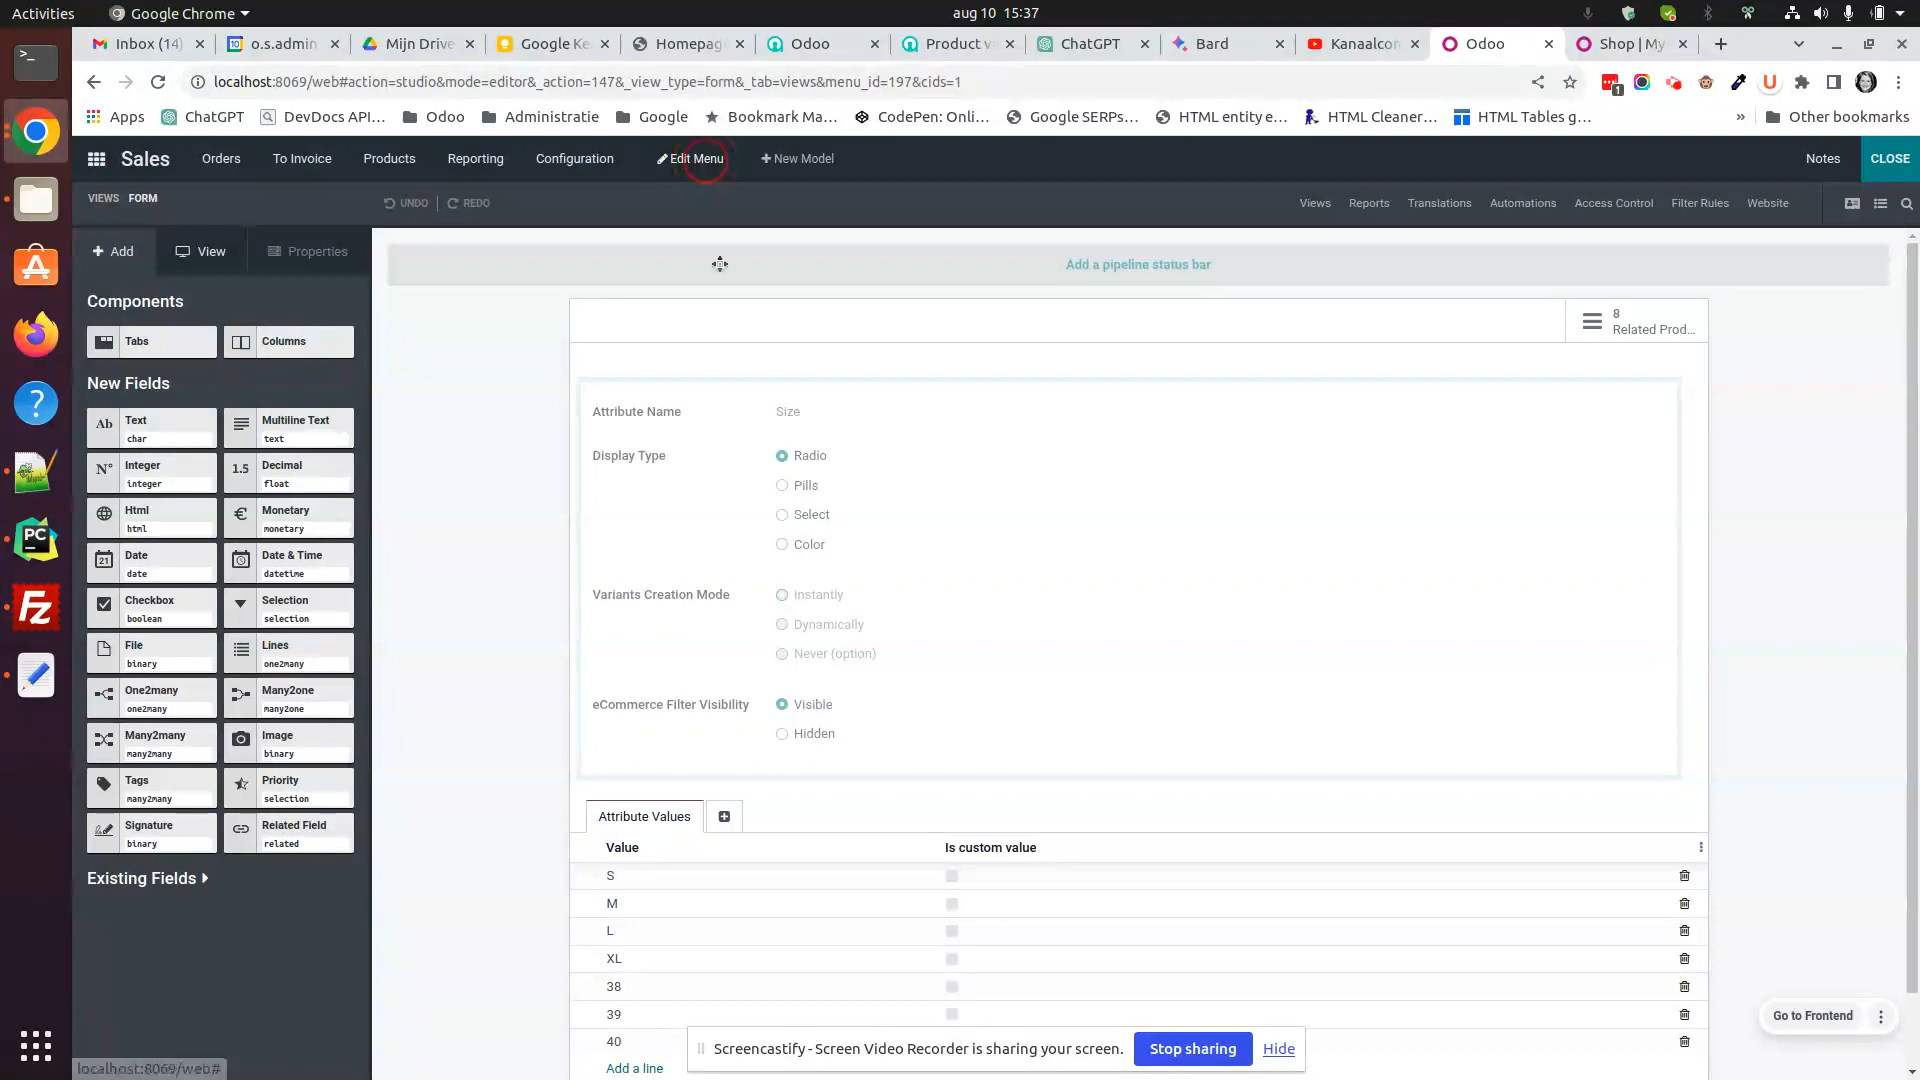 Activities
Google Chrome
aug 10 15:37
Inbox (14)
o.s.admin
Mijn Drive
Google Ke
Homepag
Odoo
Product v
ChatGPT
Bard
Kanaalcon
Odoo
Shop | My
localhost:8069/web#action=studio&mode=editor&_action=147&_view_type=form&_tab=views&menu_id=197&cids=1
1
Apps
ChatGPT
DevDocs API...
Odoo
Administratie
Google
Bookmark Ma...
CodePen: Onli...
Google SERPs...
HTML entity e...
HTML Cleaner...
HTML Tables g...
»
Other bookmarks
Sales
Orders
To Invoice
Products
Reporting
Configuration
Edit Menu
+ New Model
Notes
CLOSE
VIEWS
FORM
UNDO
REDO
Views
Reports
Translations
Automations
Access Control
Filter Rules
Website
+ Add
View
Properties
Add a pipeline status bar
Components
Tabs
Columns
New Fields
Ab Text char
Multiline Text text
N° Integer integer
1.5 Decimal float
Html html
€ Monetary monetary
21 Date date
Date & Time datetime
Checkbox boolean
Selection selection
File binary
Lines one2many
One2many one2many
Many2one many2one
Many2many many2many
Image binary
Tags many2many
Priority selection
Signature binary
Related Field related
Existing Fields
8
Related Prod...
Attribute Name Size
Display Type Radio
Pills
Select
Color
Variants Creation Mode Instantly
Dynamically
Never (option)
eCommerce Filter Visibility Visible
Hidden
Attribute Values
Value Is custom value
S
M
L
XL
38
39
40
Add a line
Screencastify - Screen Video Recorder is sharing your screen.
Stop sharing
Hide
Go to Frontend
localhost:8069/web#